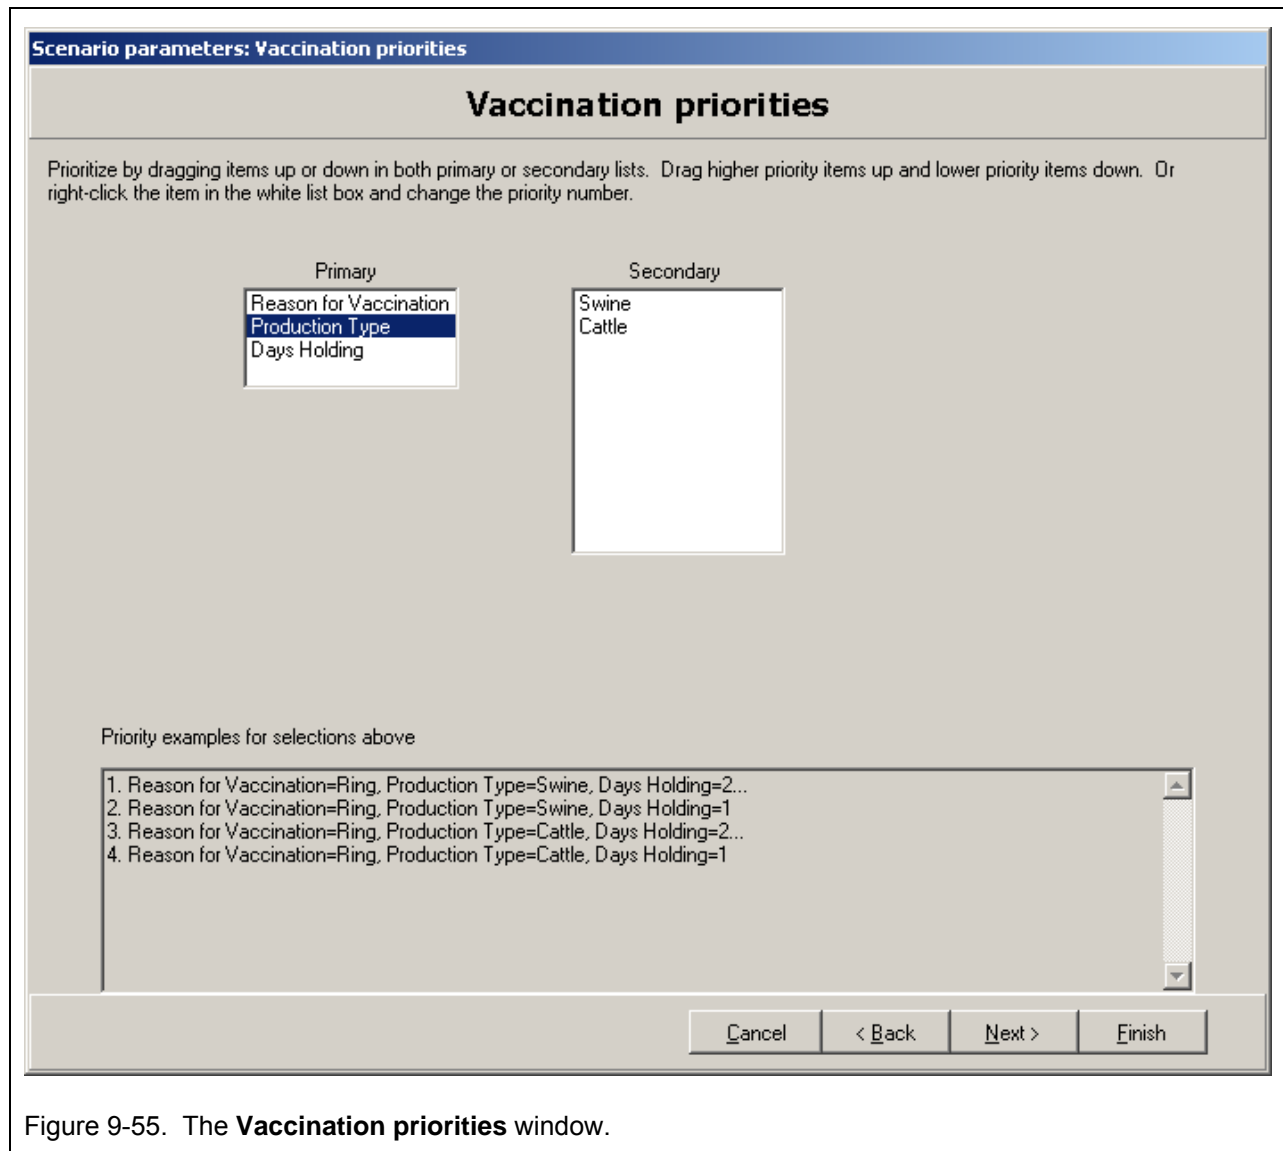 Scenario parameters: Vaccination priorities
Vaccination priorities
Prioritize by dragging items up or down in both primary or secondary lists.  Drag higher priority items up and lower priority items down.  Or
right-click the item in the white list box and change the priority number.
Primary
Reason for Vaccination
Production Type
Days Holding
Secondary
Swine
Cattle
Priority examples for selections above
1. Reason for Vaccination=Ring, Production Type=Swine, Days Holding=2...
2. Reason for Vaccination=Ring, Production Type=Swine, Days Holding=1
3. Reason for Vaccination=Ring, Production Type=Cattle, Days Holding=2...
4. Reason for Vaccination=Ring, Production Type=Cattle, Days Holding=1
Cancel
< Back
Next >
Finish
Figure 9-55.  The Vaccination priorities window.